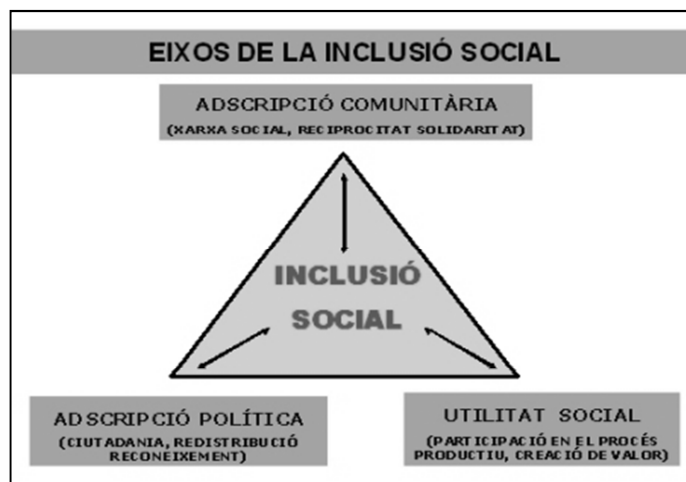 EIXOS DE LA INCLUSIÓ SOCIAL
ADSCRIPCIÓ COMUNITÀRIA
(XARXA SOCIAL, RECIPROCITAT SOLIDARITAT)
INCLUSIÓ
SOCIAL
ADSCRIPCIÓ POLÍTICA
(CIUTADANIA, REDISTRIBUCIÓ
RECONEIXEMENT)
UTILITAT SOCIAL
(PARTICIPACIÓ EN EL PROCÉS
PRODUCTIU, CREACIÓ DE VALOR)